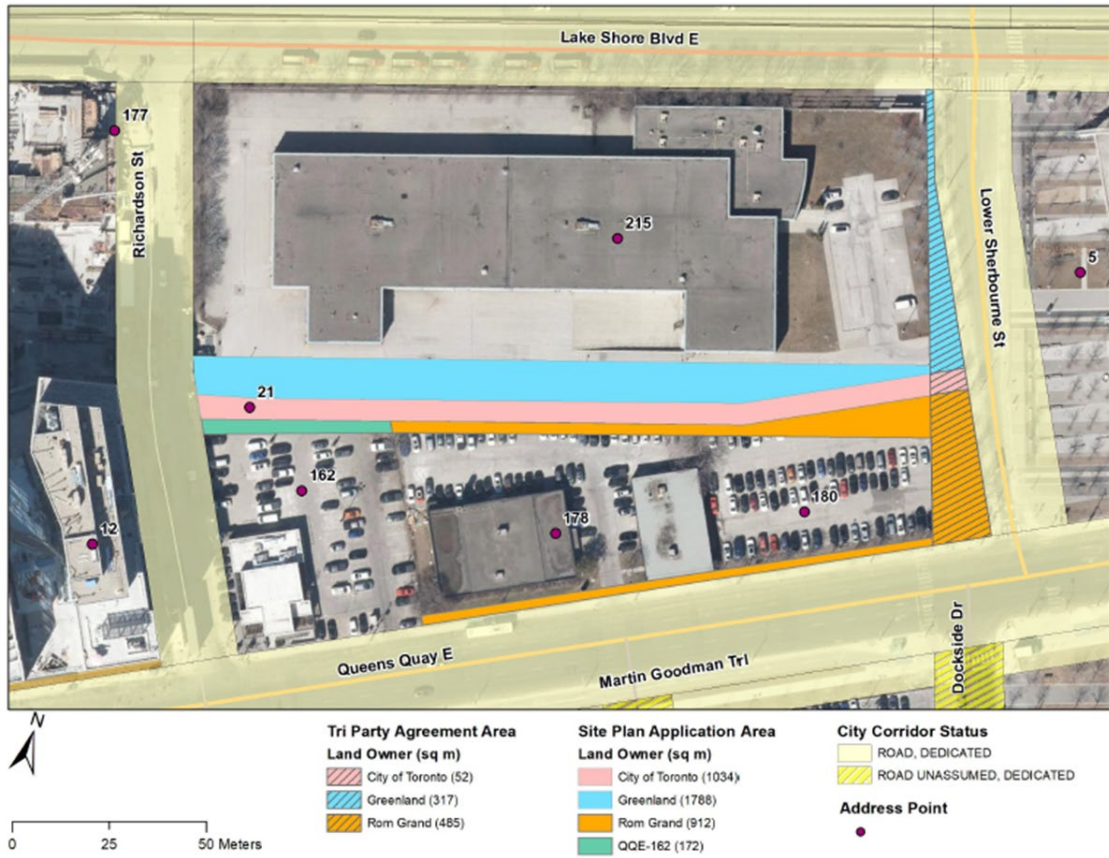 Lake Shore Blvd E
177
Richardson St
215
Lower Sherbourne St
5
21
162
12
178
180
Queens Quay E
Martin Goodman Trl
Dockside Dr
N
0 25 50 Meters
Tri Party Agreement Area
Land Owner (sq m)
City of Toronto (52)
Greenland (317)
Rom Grand (485)
Site Plan Application Area
Land Owner (sq m)
City of Toronto (1034)
Greenland (1788)
Rom Grand (912)
QQE-162 (172)
City Corridor Status
ROAD, DEDICATED
ROAD UNASSUMED, DEDICATED
Address Point